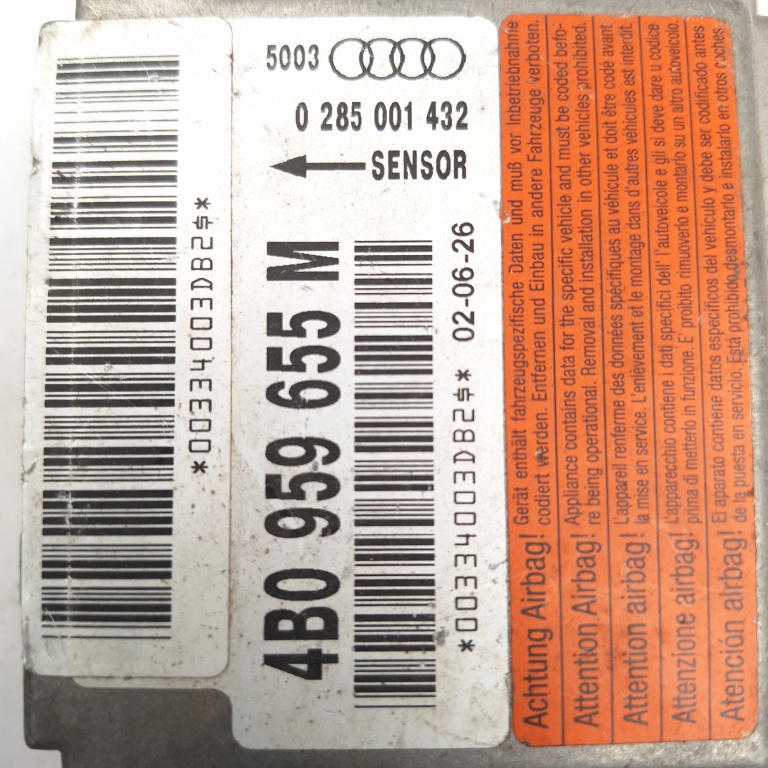 5003
0 285 001 432
SENSOR
*00334003DB2$*
4B0 959 655 M
*00334003DB2$* 02-06-26
Achtung Airbag! Gerät enthält fahrzeugspezifische Daten und muß vor Inbetriebnahme
codiert werden. Entfernen und Einbau in andere Fahrzeuge verboten.
Attention Airbag! Appliance contains data for the specific vehicle and must be coded befo-
re being operational. Removal and installation in other vehicles prohibited.
Attention airbag! L'appareil renferme des données spécifiques au véhicule et doit être codé avant
la mise en service. L'enlèvement et le montage dans d'autres véhicules est interdit.
Attenzione airbag! L'apparecchio contiene i dati specifici dell' l'autoveicole e gli si deve dare u codice
prima di metterlo in funzione. E' proibito rimuoverlo e montarlo su un altro autoveicolo.
Atención airbag! El aparato contiene datos específicos del vehículo y debe ser codificado antes
de la puesta en servicio. Está prohibido desmontarlo e instalarlo en otros coches